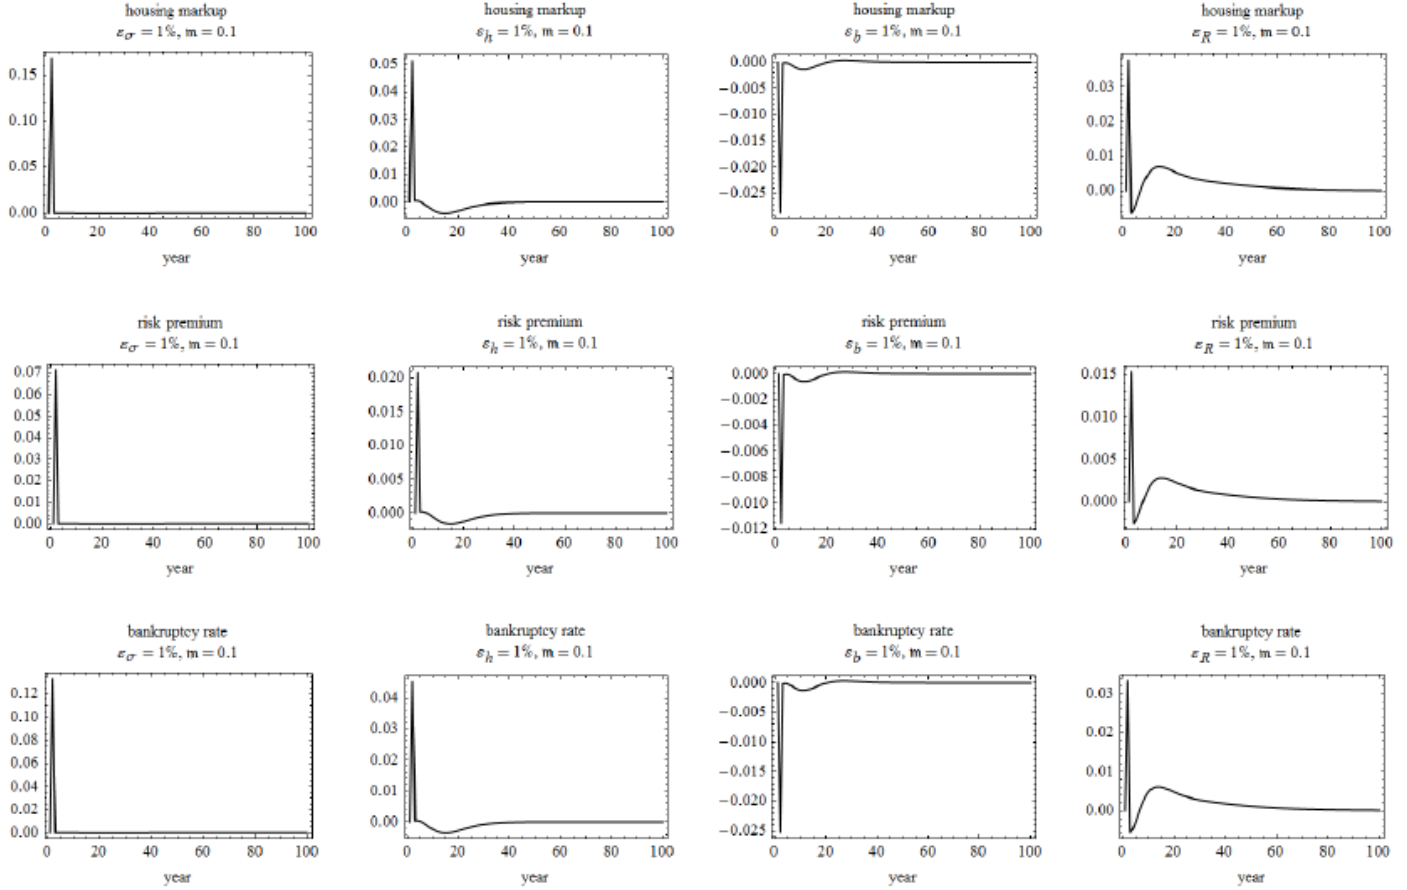 housing markup
ε_σ = 1%, m = 0.1
0.15
0.10
0.05
0.00
0 20 40 60 80 100
year
housing markup
ε_h = 1%, m = 0.1
0.05
0.04
0.03
0.02
0.01
0.00
0 20 40 60 80 100
year
housing markup
ε_b = 1%, m = 0.1
0.000
−0.005
−0.010
−0.015
−0.020
−0.025
0 20 40 60 80 100
year
housing markup
ε_R = 1%, m = 0.1
0.03
0.02
0.01
0.00
0 20 40 60 80 100
year
risk premium
ε_σ = 1%, m = 0.1
0.07
0.06
0.05
0.04
0.03
0.02
0.01
0.00
0 20 40 60 80 100
year
risk premium
ε_h = 1%, m = 0.1
0.020
0.015
0.010
0.005
0.000
0 20 40 60 80 100
year
risk premium
ε_b = 1%, m = 0.1
0.000
−0.002
−0.004
−0.006
−0.008
−0.010
−0.012
0 20 40 60 80 100
year
risk premium
ε_R = 1%, m = 0.1
0.015
0.010
0.005
0.000
0 20 40 60 80 100
year
bankruptcy rate
ε_σ = 1%, m = 0.1
0.12
0.10
0.08
0.06
0.04
0.02
0.00
0 20 40 60 80 100
year
bankruptcy rate
ε_h = 1%, m = 0.1
0.04
0.03
0.02
0.01
0.00
0 20 40 60 80 100
year
bankruptcy rate
ε_b = 1%, m = 0.1
0.000
−0.005
−0.010
−0.015
−0.020
−0.025
0 20 40 60 80 100
year
bankruptcy rate
ε_R = 1%, m = 0.1
0.03
0.02
0.01
0.00
0 20 40 60 80 100
year